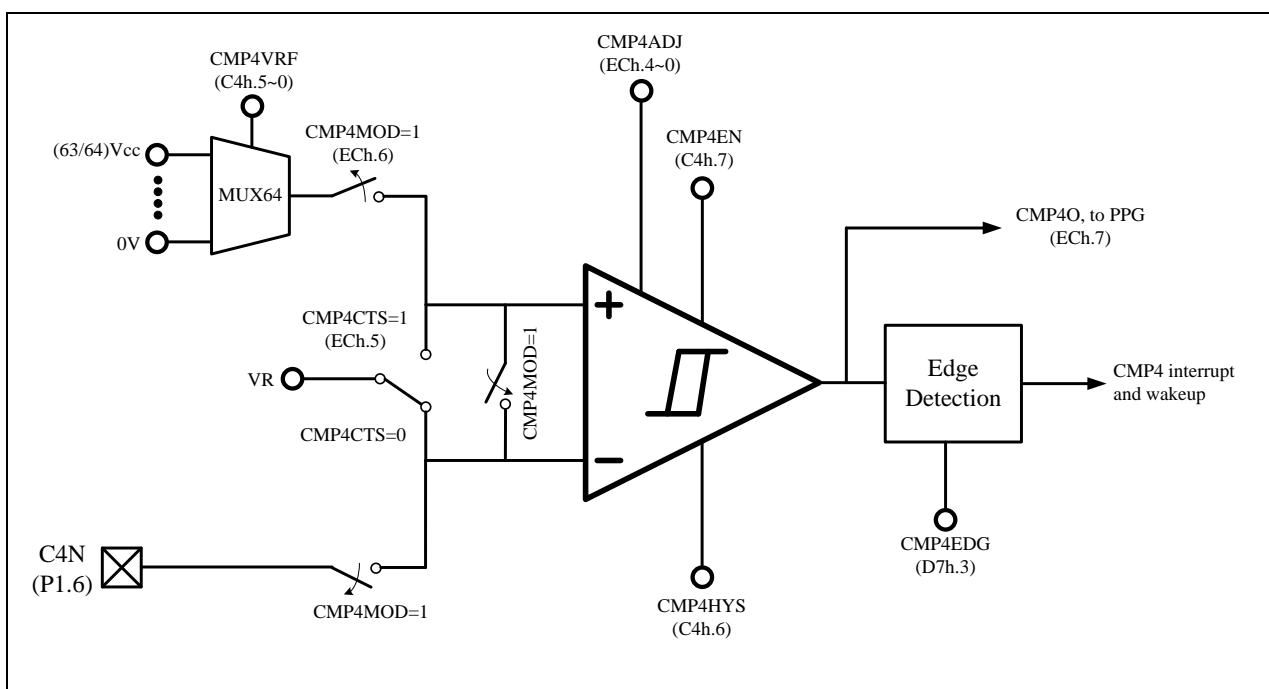 CMP4ADJ
(ECh.4~0)
CMP4VRF
(C4h.5~0)
CMP4MOD=1
(ECh.6)
CMP4EN
(C4h.7)
(63/64)Vcc
MUX64
0V
CMP4O, to PPG
(ECh.7)
+
CMP4CTS=1
(ECh.5)
CMP4MOD=1
VR
CMP4CTS=0
Edge
Detection
CMP4 interrupt
and wakeup
−
C4N
(P1.6)
CMP4MOD=1
CMP4HYS
(C4h.6)
CMP4EDG
(D7h.3)